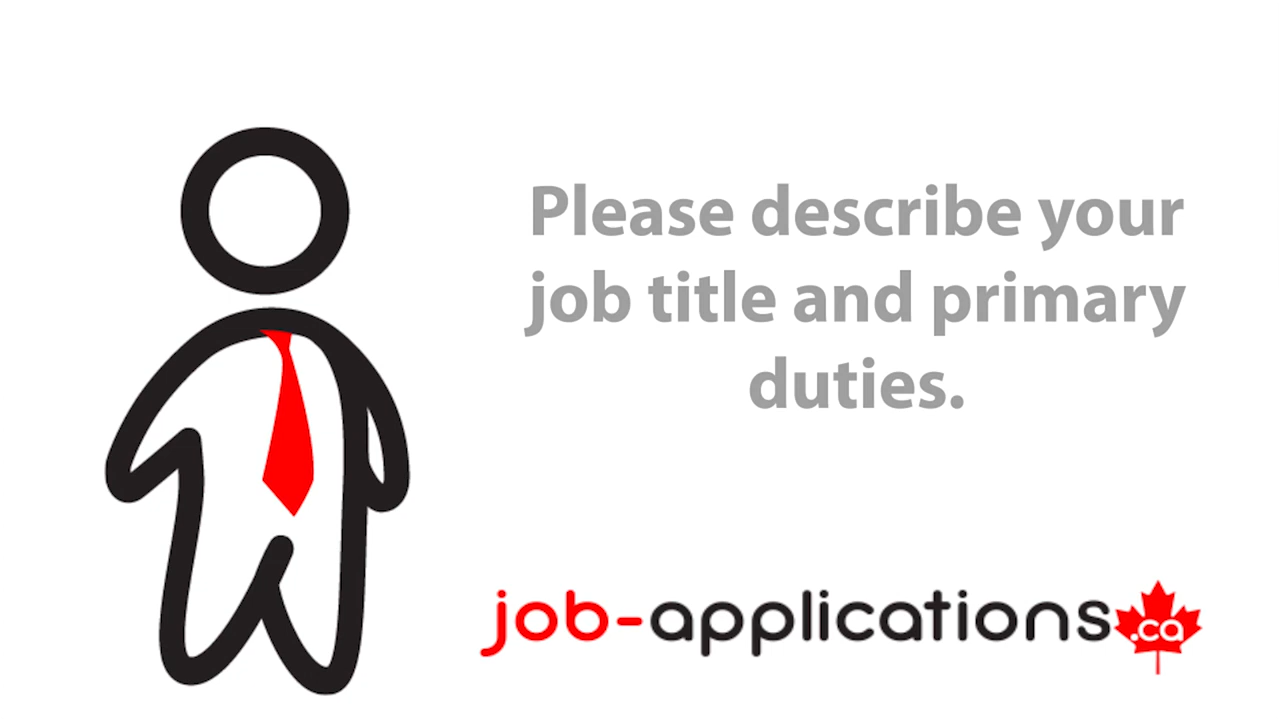 Please describe your
job title and primary
duties.
job-applications.ca